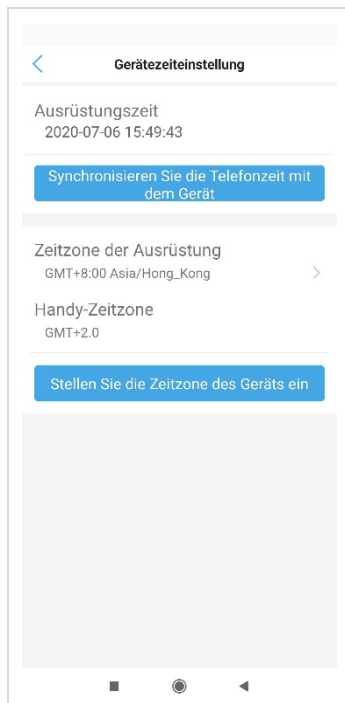 Gerätezeiteinstellung
Ausrüstungszeit
2020-07-06 15:49:43
Synchronisieren Sie die Telefonzeit mit
dem Gerät
Zeitzone der Ausrüstung
GMT+8:00 Asia/Hong_Kong
Handy-Zeitzone
GMT+2.0
Stellen Sie die Zeitzone des Geräts ein